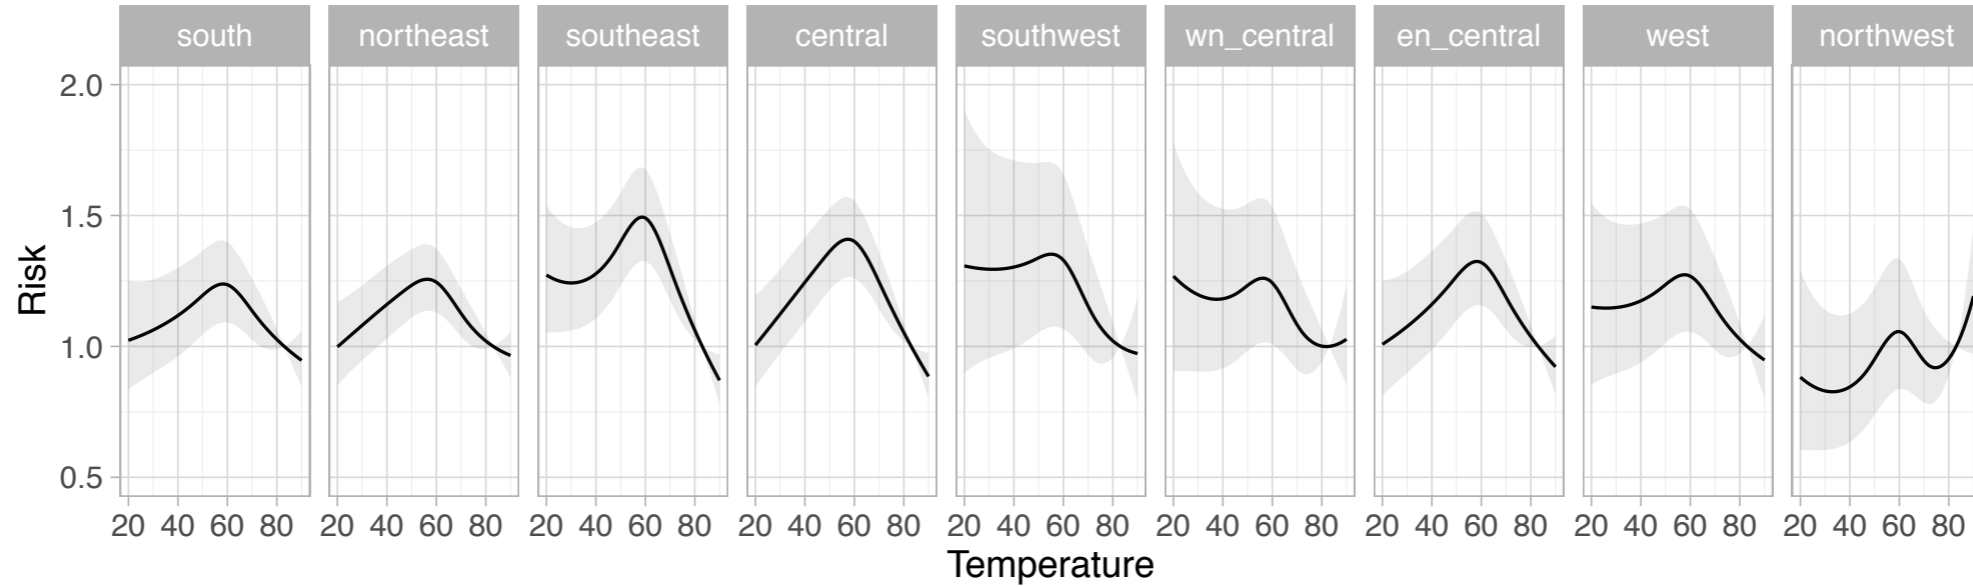 south northeast southeast central southwest wn_central en_central west northwest
2.0
1.5
1.0
0.5
Risk
20 40 60 80 20 40 60 80 20 40 60 80 20 40 60 80 20 40 60 80 20 40 60 80 20 40 60 80 20 40 60 80 20 40 60 80
Temperature